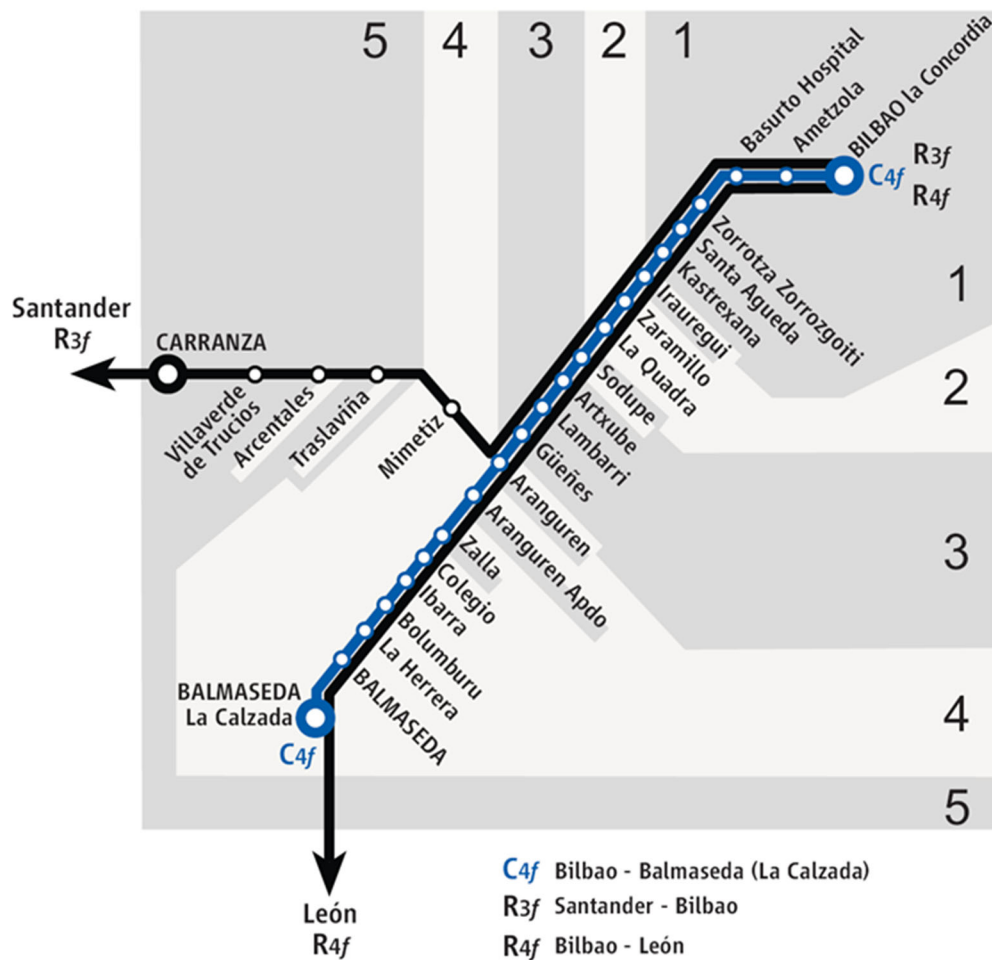 5
4
3
2
1
Basurto Hospital
Ametzola
BILBAO la Concordia
R3f
C4f
R4f
Zorrotza Zorrozgoiti
Santa Agueda
Kastrexana
Irauregui
Zaramillo
La Quadra
Sodupe
Artxube
Lambarri
Güeñes
Aranguren
Aranguren Apdo
Zalla
Colegio
Ibarra
Bolumburu
La Herrera
BALMASEDA
1
2
3
4
5
Santander
R3f
CARRANZA
Villaverde
de Trucios
Arcentales
Traslaviña
Mimetiz
BALMASEDA
La Calzada
C4f
León
R4f
C4f Bilbao - Balmaseda (La Calzada)
R3f Santander - Bilbao
R4f Bilbao - León